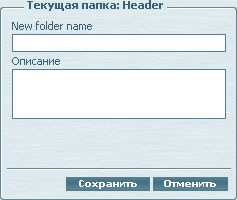 Текущая папка: Header
New folder name
Описание
Сохранить Отменить